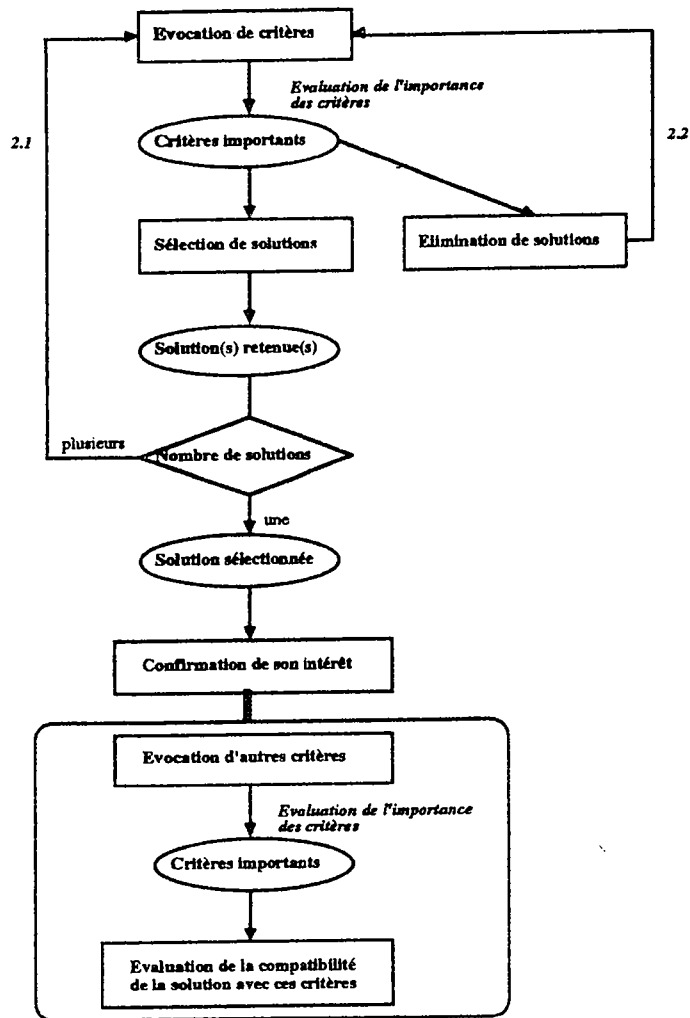 Evocation de critères
Evaluation de l'importance
des critères
2.1
2.2
Critères importants
Sélection de solutions
Elimination de solutions
Solution(s) retenue(s)
plusieurs
Nombre de solutions
une
Solution sélectionnée
Confirmation de son intérêt
Evocation d'autres critères
Evaluation de l'importance
des critères
Critères importants
Evaluation de la compatibilité
de la solution avec ces critères